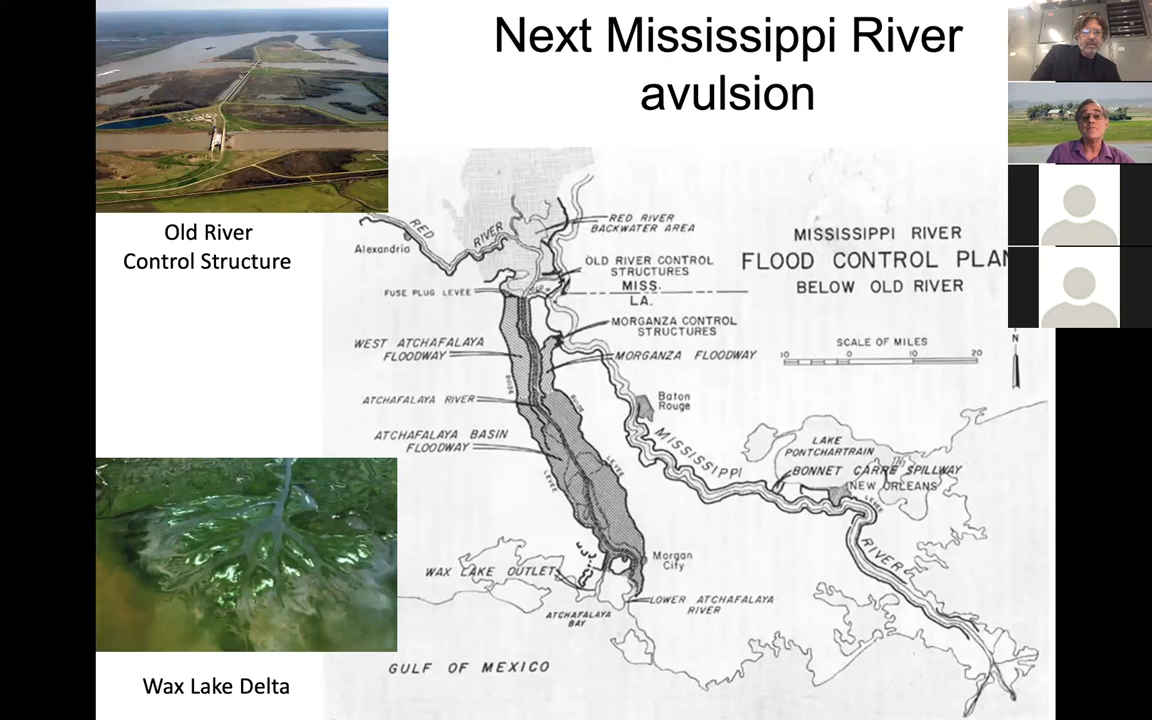 Next Mississippi River
avulsion
Old River
Control Structure
Wax Lake Delta
MISSISSIPPI RIVER
FLOOD CONTROL PLAN
BELOW OLD RIVER
SCALE OF MILES
10 0 10 20
N
RED RIVER
Alexandria
RED RIVER
BACKWATER AREA
OLD RIVER CONTROL
STRUCTURES
MISS.
LA.
FUSE PLUG LEVEE
MORGANZA CONTROL
STRUCTURES
WEST ATCHAFALAYA
FLOODWAY
MORGANZA FLOODWAY
ATCHAFALAYA RIVER
Baton
Rouge
ATCHAFALAYA BASIN
FLOODWAY
LEVEE
LEVEE
MISSISSIPPI
RIVER
LAKE
PONTCHARTRAIN
BONNET CARRE SPILLWAY
NEW ORLEANS
LEVEE
Morgan
City
WAX LAKE OUTLET
LOWER ATCHAFALAYA
RIVER
ATCHAFALAYA
BAY
GULF OF MEXICO